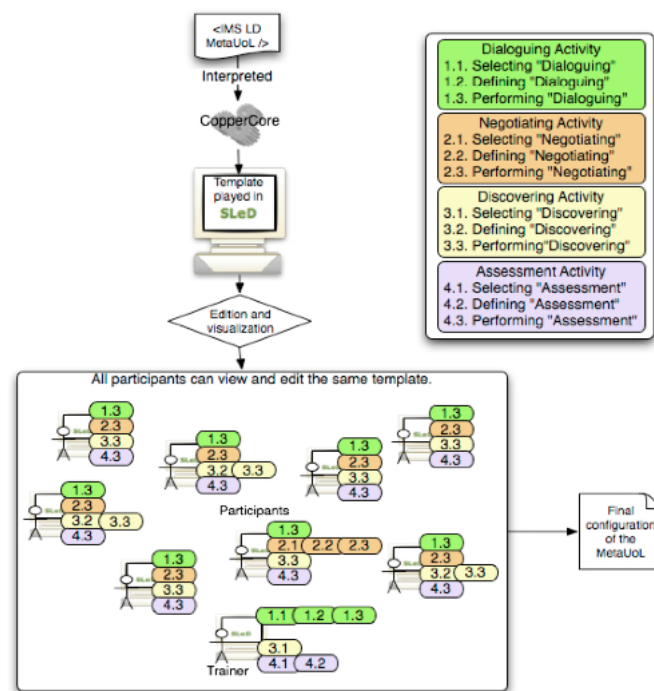 <IMS LD
MetaUoL />
Interpreted
CopperCore
Template
played in
SLeD
Edition and
visualization
Dialoguing Activity
1.1. Selecting "Dialoguing"
1.2. Defining "Dialoguing"
1.3. Performing "Dialoguing"
Negotiating Activity
2.1. Selecting "Negotiating"
2.2. Defining "Negotiating"
2.3. Performing "Negotiating"
Discovering Activity
3.1. Selecting "Discovering"
3.2. Defining "Discovering"
3.3. Performing"Discovering"
Assessment Activity
4.1. Selecting "Assessment"
4.2. Defining "Assessment"
4.3. Performing "Assessment"
All participants can view and edit the same template.
1.3
2.3
3.3
4.3
1.3
2.3
3.2 3.3
4.3
1.3
2.3
3.3
4.3
1.3
2.3
3.3
4.3
1.3
2.3
3.2 3.3
4.3
Participants
1.3
2.1 2.2 2.3
3.3
4.3
1.3
2.3
3.2 3.3
4.3
1.3
2.3
3.3
4.3
SLeD
1.1 1.2 1.3
3.1
4.1 4.2
Trainer
Final
configuration
of the
MetaUoL